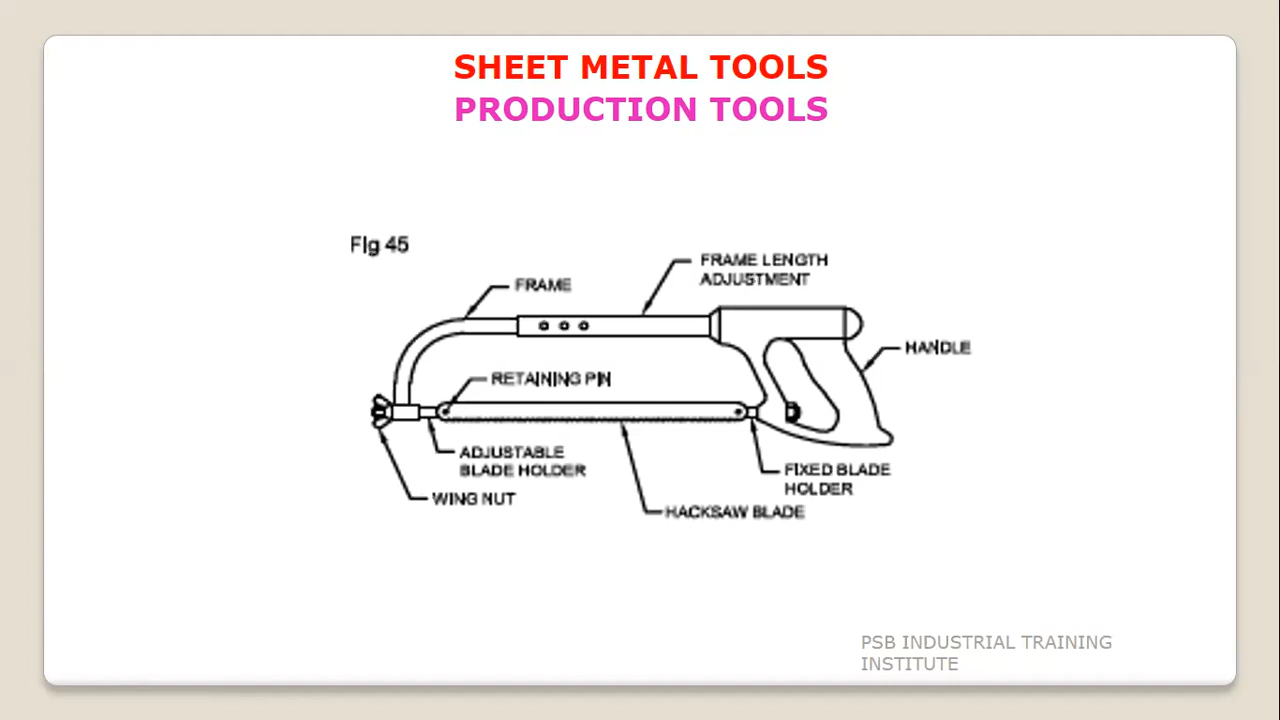 SHEET METAL TOOLS
PRODUCTION TOOLS
Fig 45
FRAME LENGTH
ADJUSTMENT
FRAME
HANDLE
RETAINING PIN
ADJUSTABLE
BLADE HOLDER
FIXED BLADE
HOLDER
WING NUT
HACKSAW BLADE
PSB INDUSTRIAL TRAINING
INSTITUTE